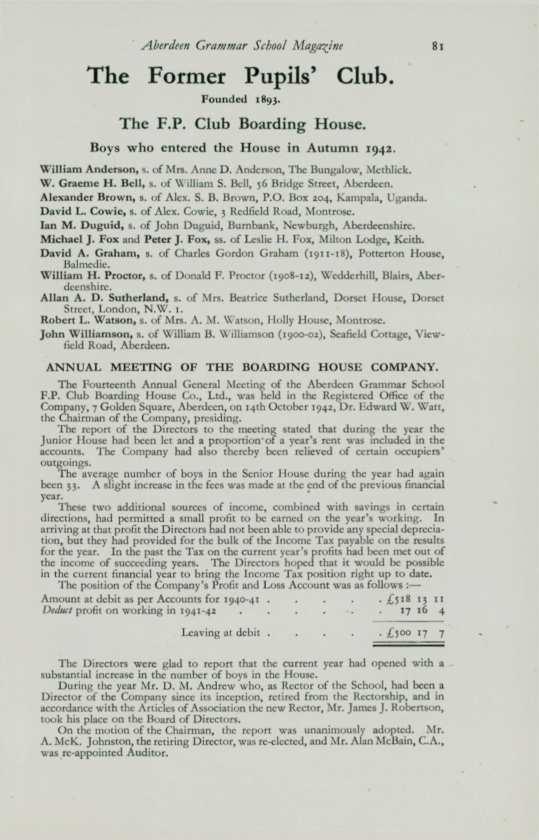 Aberdeen Grammar School Magazine 81
The Former Pupils' Club.
Founded 1893.
The F.P. Club Boarding House.
Boys who entered the House in Autumn 1942.
William Anderson, s. of Mrs. Anne D. Anderson, The Bungalow, Methlick.
W. Graeme H. Bell, s. of William S. Bell, 56 Bridge Street, Aberdeen.
Alexander Brown, s. of Alex. S. B. Brown, P.O. Box 204, Kampala, Uganda.
David L. Cowie, s. of Alex. Cowie, 3 Redfield Road, Montrose.
Ian M. Duguid, s. of John Duguid, Burnbank, Newburgh, Aberdeenshire.
Michael J. Fox and Peter J. Fox, ss. of Leslie H. Fox, Milton Lodge, Keith.
David A. Graham, s. of Charles Gordon Graham (1911-18), Potterton House,
Balmedie.
William H. Proctor, s. of Donald F. Proctor (1908-12), Wedderhill, Blairs, Aber-
deenshire.
Allan A. D. Sutherland, s. of Mrs. Beatrice Sutherland, Dorset House, Dorset
Street, London, N.W. 1.
Robert L. Watson, s. of Mrs. A. M. Watson, Holly House, Montrose.
John Williamson, s. of William B. Williamson (1900-02), Seafield Cottage, View-
field Road, Aberdeen.
ANNUAL MEETING OF THE BOARDING HOUSE COMPANY.
The Fourteenth Annual General Meeting of the Aberdeen Grammar School
F.P. Club Boarding House Co., Ltd., was held in the Registered Office of the
Company, 7 Golden Square, Aberdeen, on 14th October 1942, Dr. Edward W. Watt,
the Chairman of the Company, presiding.
The report of the Directors to the meeting stated that during the year the
Junior House had been let and a proportion of a year's rent was included in the
accounts. The Company had also thereby been relieved of certain occupiers'
outgoings.
The average number of boys in the Senior House during the year had again
been 33. A slight increase in the fees was made at the end of the previous financial
year.
These two additional sources of income, combined with savings in certain
directions, had permitted a small profit to be earned on the year's working. In
arriving at that profit the Directors had not been able to provide any special deprecia-
tion, but they had provided for the bulk of the Income Tax payable on the results
for the year. In the past the Tax on the current year's profits had been met out of
the income of succeeding years. The Directors hoped that it would be possible
in the current financial year to bring the Income Tax position right up to date.
The position of the Company's Profit and Loss Account was as follows :—
Amount at debit as per Accounts for 1940-41 . . . . . £518 13 11
Deduct profit on working in 1941-42 . . . . . . 17 16 4
Leaving at debit . . . . . £500 17 7
The Directors were glad to report that the current year had opened with a
substantial increase in the number of boys in the House.
During the year Mr. D. M. Andrew who, as Rector of the School, had been a
Director of the Company since its inception, retired from the Rectorship, and in
accordance with the Articles of Association the new Rector, Mr. James J. Robertson,
took his place on the Board of Directors.
On the motion of the Chairman, the report was unanimously adopted. Mr.
A. McK. Johnston, the retiring Director, was re-elected, and Mr. Alan McBain, C.A.,
was re-appointed Auditor.